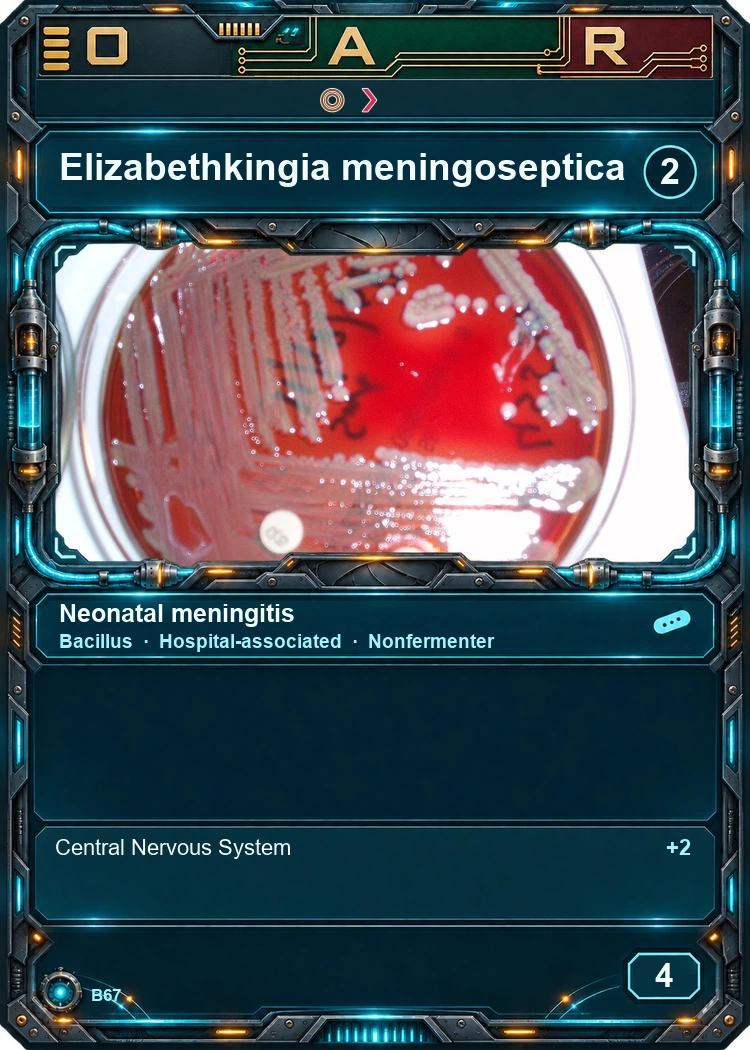 O A R
Elizabethkingia meningoseptica 2
Neonatal meningitis
Bacillus · Hospital-associated · Nonfermenter
Central Nervous System +2
B67 4